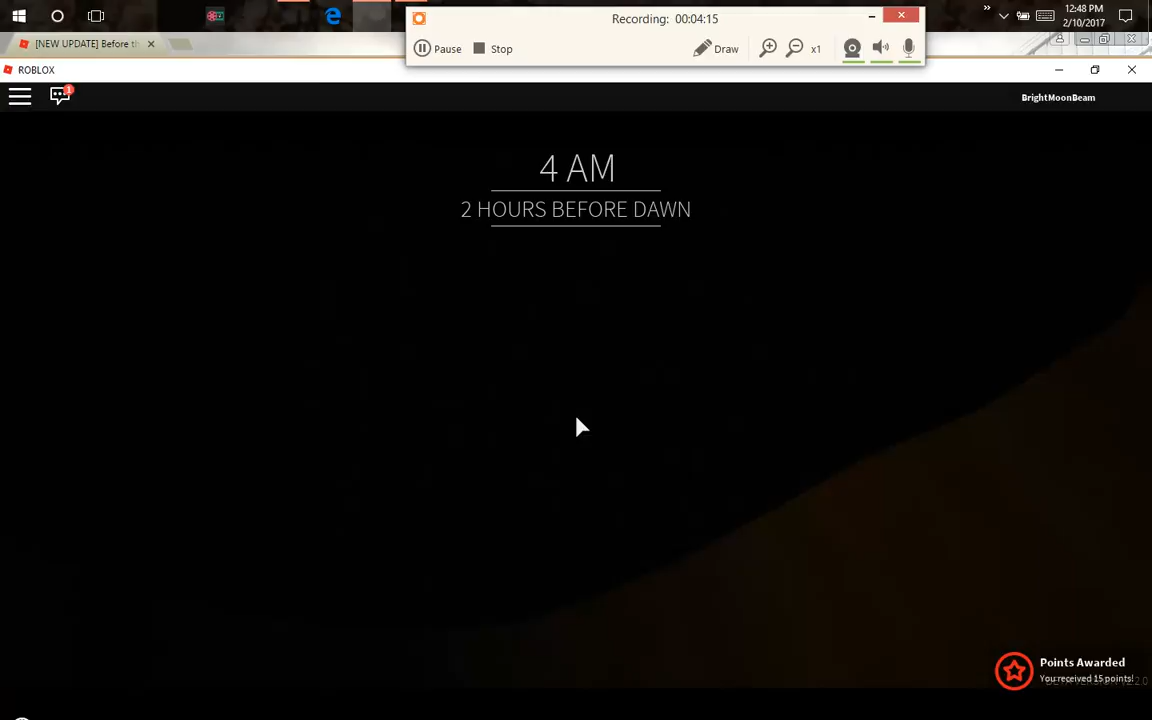 Recording: 00:04:15
12:48 PM
2/10/2017
[NEW UPDATE] Before th
Pause
Stop
Draw
x1
ROBLOX
1
BrightMoonBeam
4 AM
2 HOURS BEFORE DAWN
Points Awarded
You received 15 points!